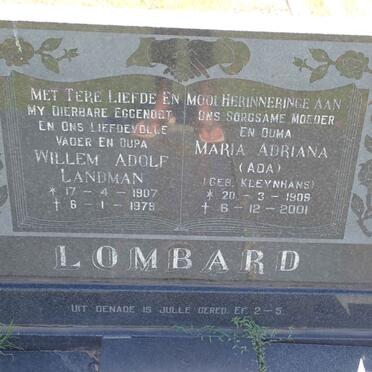 MET TERE LIEFDE EN MOOI HERINNERINGE AAN
MY DIERBARE EGGENOOT
EN ONS LIEFDEVOLLE
VADER EN OUPA
WILLEM ADOLF
LANDMAN
* 17 - 4 - 1907
† 6 - 1 - 1979
ONS SORGSAME MOEDER
EN OUMA
MARIA ADRIANA
(ADA)
(GEB. KLEYNHANS)
* 20 - 3 - 1909
† 6 - 12 - 2001
LOMBARD
UIT GENADE IS JULLE GERED. EF. 2 - 5.